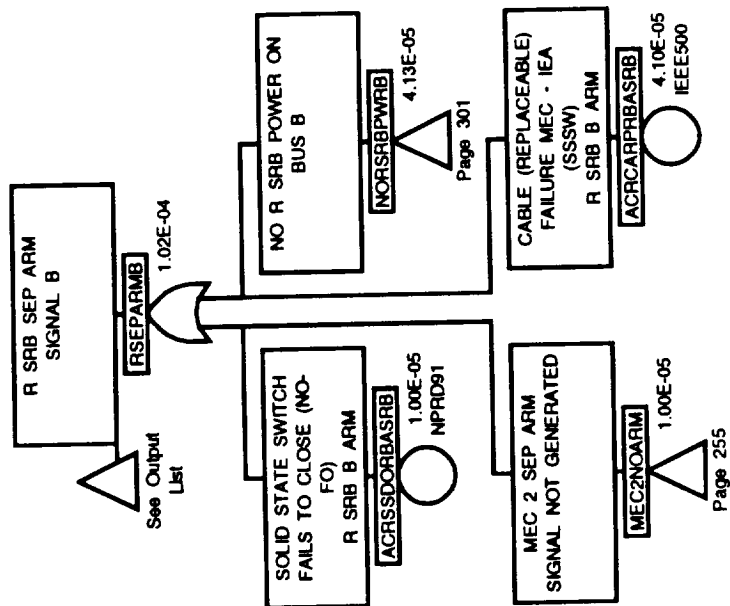 R SRB SEP ARM
SIGNAL B
RSEPARMB
1.02E-04
See Output
List
SOLID STATE SWITCH
FAILS TO CLOSE (NO-
FO)
R SRB B ARM
ACRSSDORBASRB
1.00E-05
NPRD91
NO R SRB POWER ON
BUS B
NORSRBPWRB
4.13E-05
Page 301
MEC 2 SEP ARM
SIGNAL NOT GENERATED
MEC2NOARM
1.00E-05
Page 255
CABLE (REPLACEABLE)
FAILURE MEC - IEA
(SSSW)
R SRB B ARM
ACRCARPRBASRB
4.10E-05
IEEE500